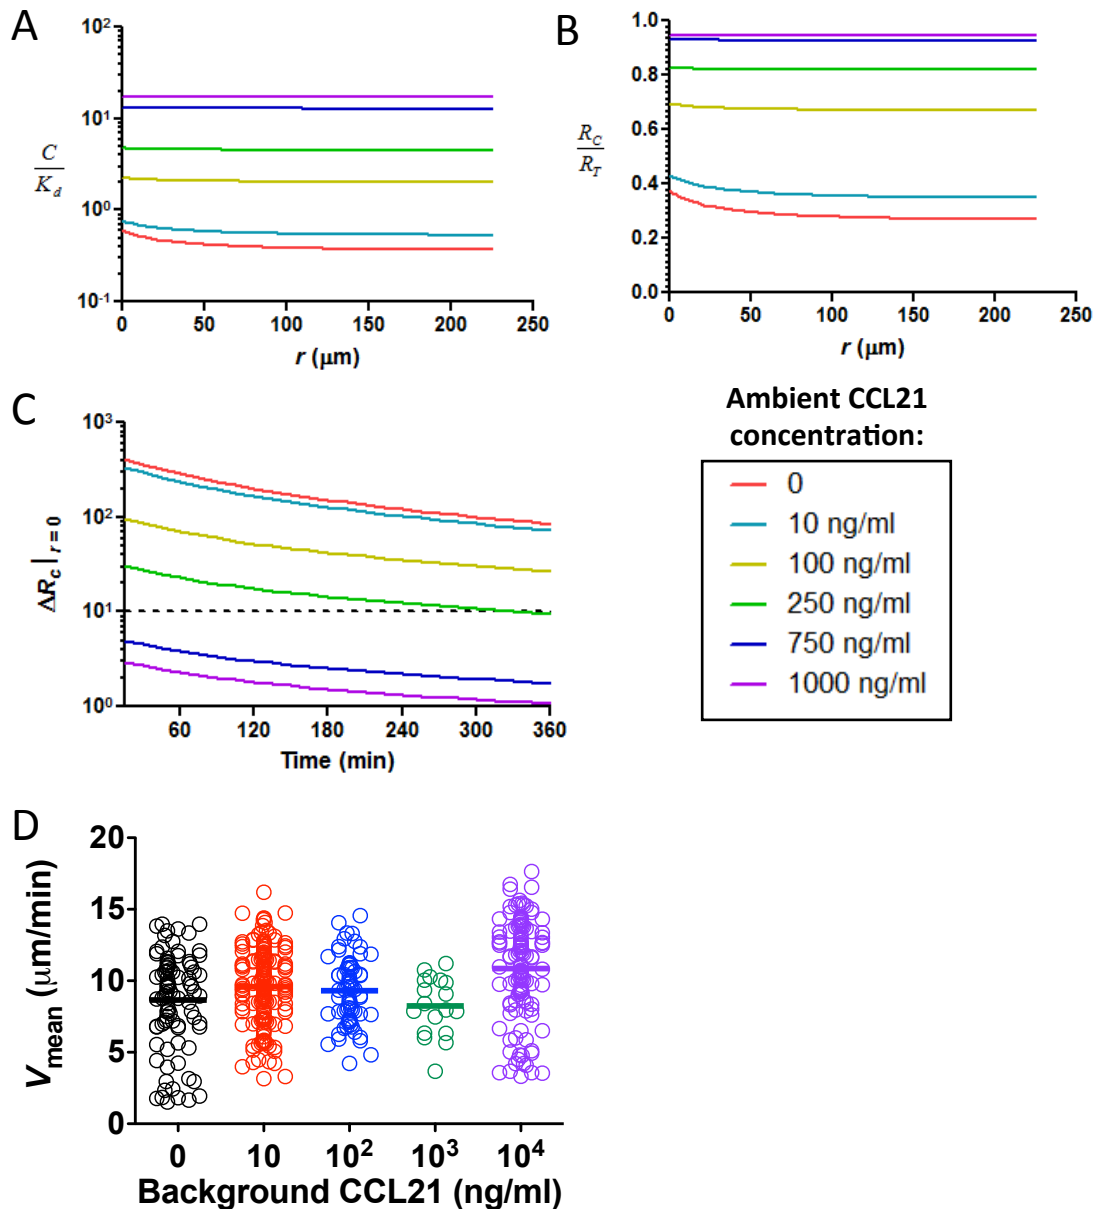 A
10²
10¹
10⁰
10⁻¹
C
K_d
0 50 100 150 200 250
r (μm)
B
1.0
0.8
0.6
0.4
0.2
0.0
R_C
R_T
0 50 100 150 200 250
r (μm)
C
10³
10²
10¹
10⁰
ΔR_c|_r = 0
60 120 180 240 300 360
Time (min)
Ambient CCL21
concentration:
0
10 ng/ml
100 ng/ml
250 ng/ml
750 ng/ml
1000 ng/ml
D
20
15
10
5
0
V_mean (μm/min)
0 10 10² 10³ 10⁴
Background CCL21 (ng/ml)